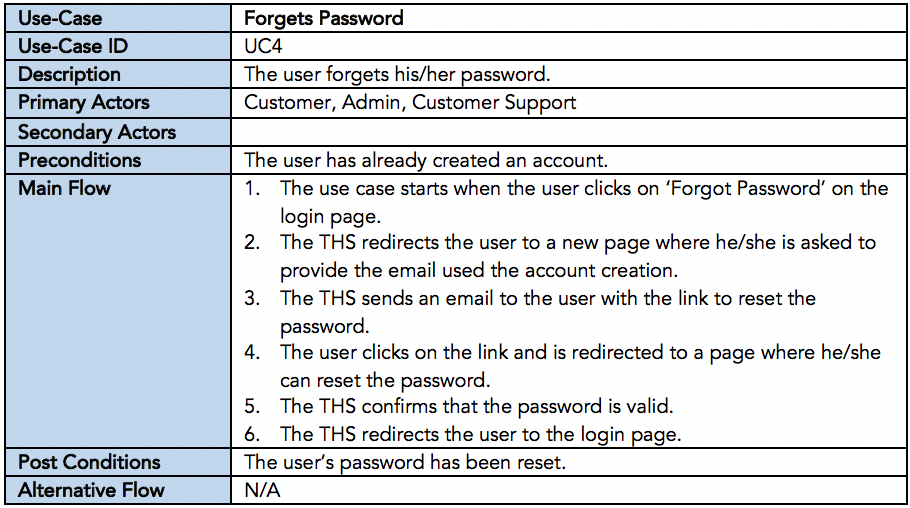 Use-Case Forgets Password
Use-Case ID UC4
Description The user forgets his/her password.
Primary Actors Customer, Admin, Customer Support
Secondary Actors
Preconditions The user has already created an account.
Main Flow 1. The use case starts when the user clicks on ‘Forgot Password’ on the
login page.
2. The THS redirects the user to a new page where he/she is asked to
provide the email used the account creation.
3. The THS sends an email to the user with the link to reset the
password.
4. The user clicks on the link and is redirected to a page where he/she
can reset the password.
5. The THS confirms that the password is valid.
6. The THS redirects the user to the login page.
Post Conditions The user’s password has been reset.
Alternative Flow N/A